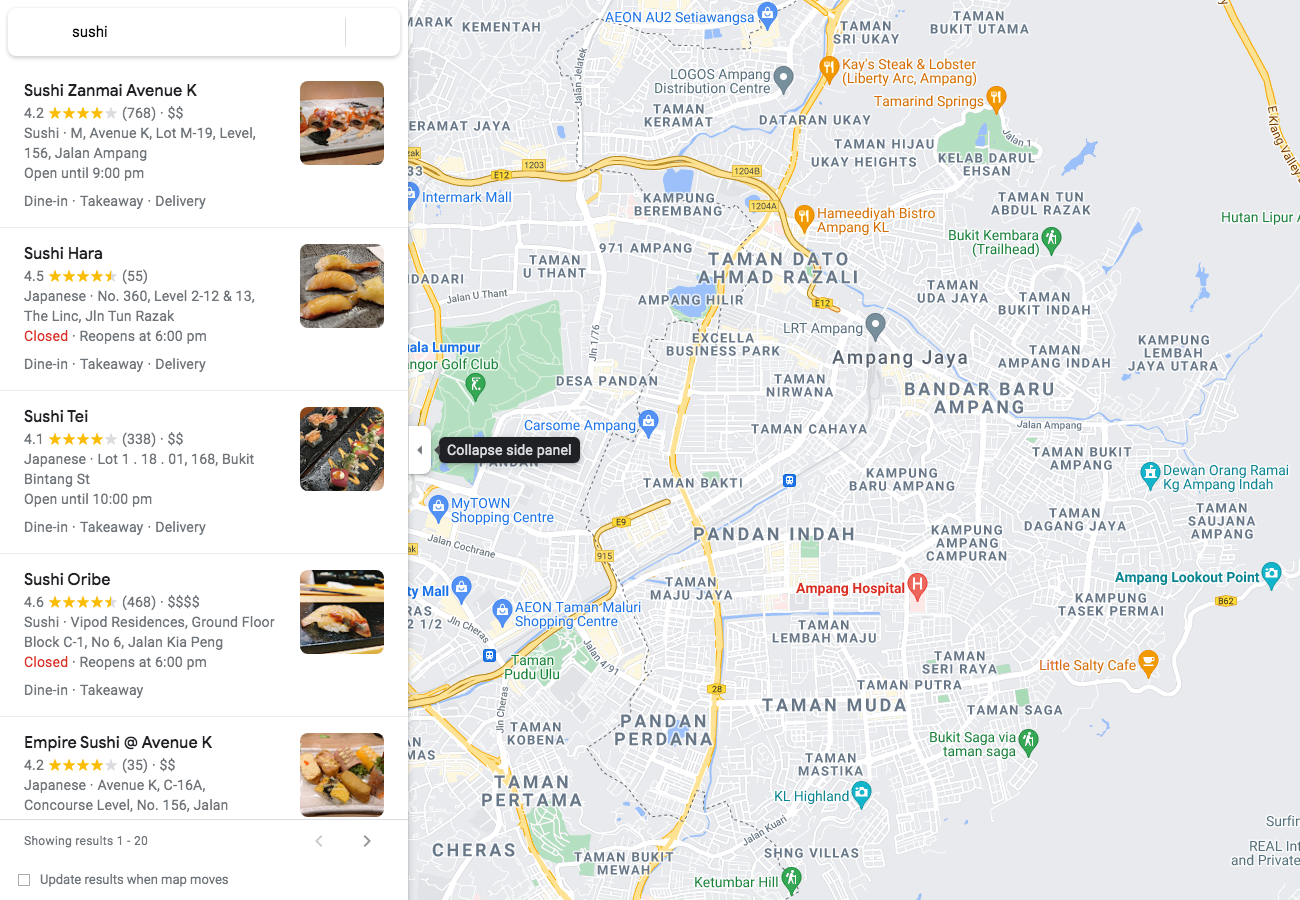 sushi
Sushi Zanmai Avenue K
4.2 (768) · $$
Sushi · M, Avenue K, Lot M-19, Level,
156, Jalan Ampang
Open until 9:00 pm
Dine-in · Takeaway · Delivery
Sushi Hara
4.5 (55)
Japanese · No. 360, Level 2-12 & 13,
The Linc, Jln Tun Razak
Closed · Reopens at 6:00 pm
Dine-in · Takeaway · Delivery
Sushi Tei
4.1 (338) · $$
Japanese · Lot 1 . 18 . 01, 168, Bukit
Bintang St
Open until 10:00 pm
Dine-in · Takeaway · Delivery
Sushi Oribe
4.6 (468) · $$$$
Sushi · Vipod Residences, Ground Floor
Block C-1, No 6, Jalan Kia Peng
Closed · Reopens at 6:00 pm
Dine-in · Takeaway
Empire Sushi @ Avenue K
4.2 (35) · $$
Japanese · Avenue K, C-16A,
Concourse Level, No. 156, Jalan
Showing results 1 - 20
Update results when map moves
Collapse side panel
MARAK
KEMENTAH
AEON AU2 Setiawangsa
TAMAN
SRI UKAY
TAMAN
BUKIT UTAMA
Jalan Jelatek
LOGOS Ampang
Distribution Centre
Kay's Steak & Lobster
(Liberty Arc, Ampang)
Tamarind Springs
TAMAN
KERAMAT
DATARAN UKAY
ERAMAT JAYA
TAMAN HIJAU
UKAY HEIGHTS
Jalan 1
KELAB DARUL
EHSAN
E Klang Valley
zak
33
E12
1203
1204B
1204A
Intermark Mall
KAMPUNG
BEREMBANG
Hameediyah Bistro
Ampang KL
TAMAN TUN
ABDUL RAZAK
Hutan Lipur A
Bukit Kembara
(Trailhead)
971 AMPANG
TAMAN
U THANT
TAMAN DATO
AHMAD RAZALI
NDADARI
Jalan U Thant
AMPANG HILIR
E12
TAMAN
UDA JAYA
TAMAN
BUKIT INDAH
LRT Ampang
Jln 1/76
EXCELLA
BUSINESS PARK
Ampang Jaya
TAMAN
AMPANG INDAH
KAMPUNG
LEMBAH
JAYA UTARA
ala Lumpur
angor Golf Club
DESA PANDAN
TAMAN
NIRWANA
BANDAR BARU
AMPANG
Carsome Ampang
TAMAN CAHAYA
Jalan Ampang
PANDAN
TAMAN BUKIT
AMPANG
TAMAN BAKTI
KAMPUNG
BARU AMPANG
Dewan Orang Ramai
Kg Ampang Indah
MyTOWN
Shopping Centre
E9
TAMAN
DAGANG JAYA
TAMAN
SAUJANA
AMPANG
PANDAN INDAH
Jalan Cochrane
ak
915
KAMPUNG
AMPANG
CAMPURAN
ty Mall
TAMAN
MAJU JAYA
Ampang Hospital
Ampang Lookout Point
B62
RAS
2 1/2
AEON Taman Maluri
Shopping Centre
KAMPUNG
TASEK PERMAI
TAMAN
LEMBAH MAJU
Jalan 4/91
Taman
Pudu Ulu
TAMAN
SERI RAYA
Little Salty Cafe
28
TAMAN PUTRA
Jln Cheras
TAMAN MUDA
TAMAN SAGA
PANDAN
PERDANA
TAMAN
KOBENA
AN
MAS
Bukit Saga via
taman saga
TAMAN
MASTIKA
TAMAN
PERTAMA
KL Highland
Jalan Kuari
Surfin
CHERAS
TAMAN BUKIT
MEWAH
SHNG VILLAS
REAL Int
and Private
Ketumbar Hill